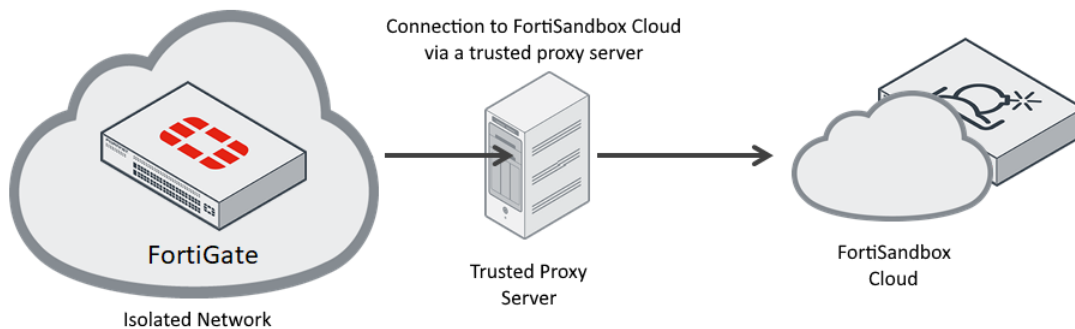 Connection to FortiSandbox Cloud
via a trusted proxy server
FortiGate
Isolated Network
Trusted Proxy
Server
FortiSandbox
Cloud